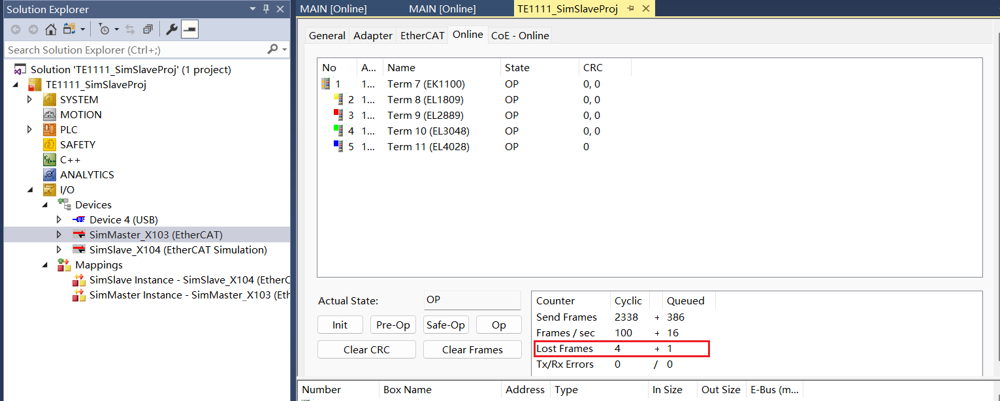 Solution Explorer
Search Solution Explorer (Ctrl+;)
Solution 'TE1111_SimSlaveProj' (1 project)
TE1111_SimSlaveProj
SYSTEM
MOTION
PLC
SAFETY
C++
ANALYTICS
I/O
Devices
Device 4 (USB)
SimMaster_X103 (EtherCAT)
SimSlave_X104 (EtherCAT Simulation)
Mappings
SimSlave Instance - SimSlave_X104 (EtherC
SimMaster Instance - SimMaster_X103 (Eth
MAIN [Online] MAIN [Online] TE1111_SimSlaveProj
General Adapter EtherCAT Online CoE - Online
No A... Name State CRC
1 1... Term 7 (EK1100) OP 0, 0
2 1... Term 8 (EL1809) OP 0, 0
3 1... Term 9 (EL2889) OP 0, 0
4 1... Term 10 (EL3048) OP 0, 0
5 1... Term 11 (EL4028) OP 0
Actual State: OP
Init Pre-Op Safe-Op Op
Clear CRC Clear Frames
Counter Cyclic Queued
Send Frames 2338 + 386
Frames / sec 100 + 16
Lost Frames 4 + 1
Tx/Rx Errors 0 / 0
Number Box Name Address Type In Size Out Size E-Bus (m...